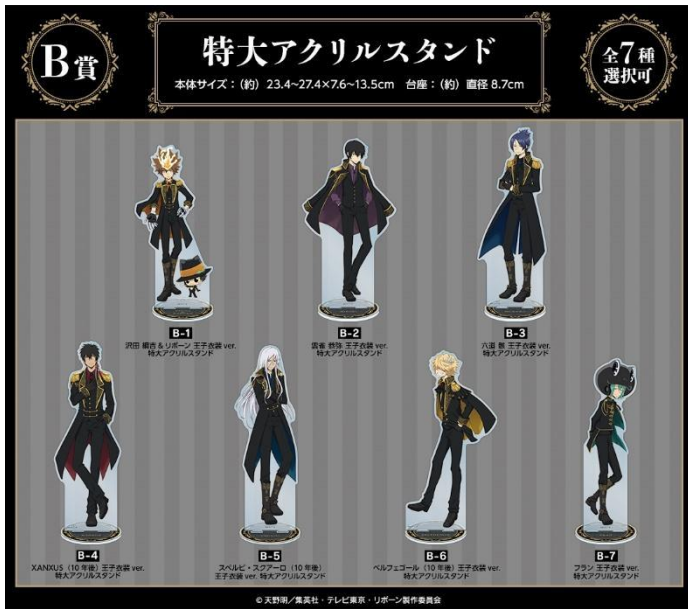 B賞
特大アクリルスタンド
本体サイズ:(約) 23.4~27.4×7.6~13.5cm 台座:(約) 直径 8.7cm
全7種
選択可
B-1
沢田 綱吉 & リボーン 王子衣装 ver.
特大アクリルスタンド
B-2
雲雀 恭弥 王子衣装 ver.
特大アクリルスタンド
B-3
六道 骸 王子衣装 ver.
特大アクリルスタンド
B-4
XANXUS(10年後)王子衣装 ver.
特大アクリルスタンド
B-5
スペルビ・スクアーロ(10年後)
王子衣装 ver. 特大アクリルスタンド
B-6
ベルフェゴール(10年後)王子衣装 ver.
特大アクリルスタンド
B-7
フラン 王子衣装 ver.
特大アクリルスタンド
© 天野明/集英社・テレビ東京・リボーン製作委員会